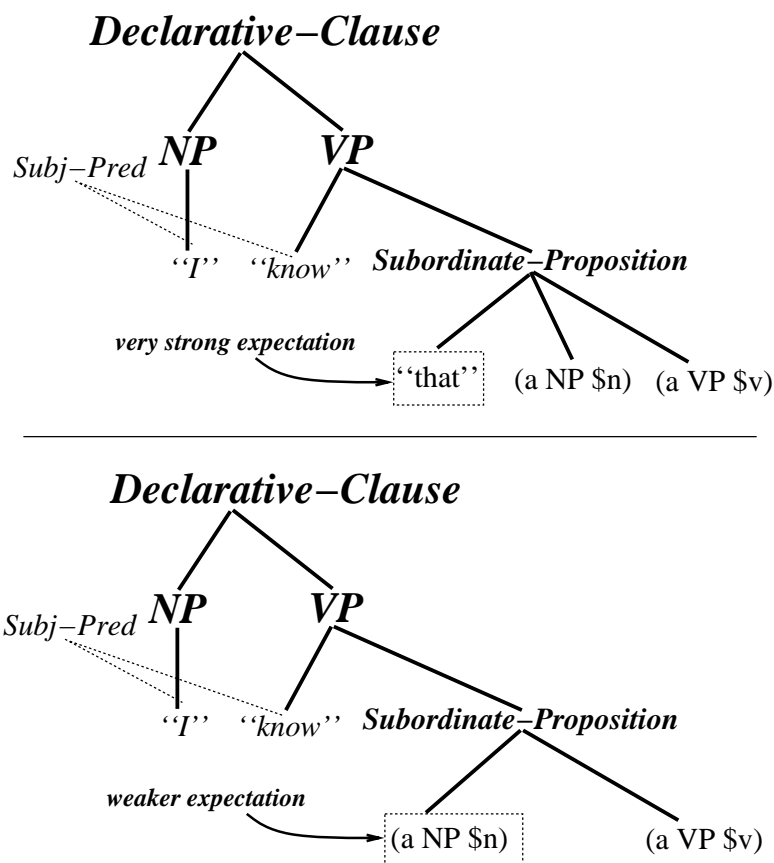 Declarative−Clause
Subj−Pred NP VP
‘‘I’’ ‘‘know’’ Subordinate−Proposition
very strong expectation
‘‘that’’ (a NP $n) (a VP $v)
Declarative−Clause
Subj−Pred NP VP
‘‘I’’ ‘‘know’’ Subordinate−Proposition
weaker expectation
(a NP $n) (a VP $v)